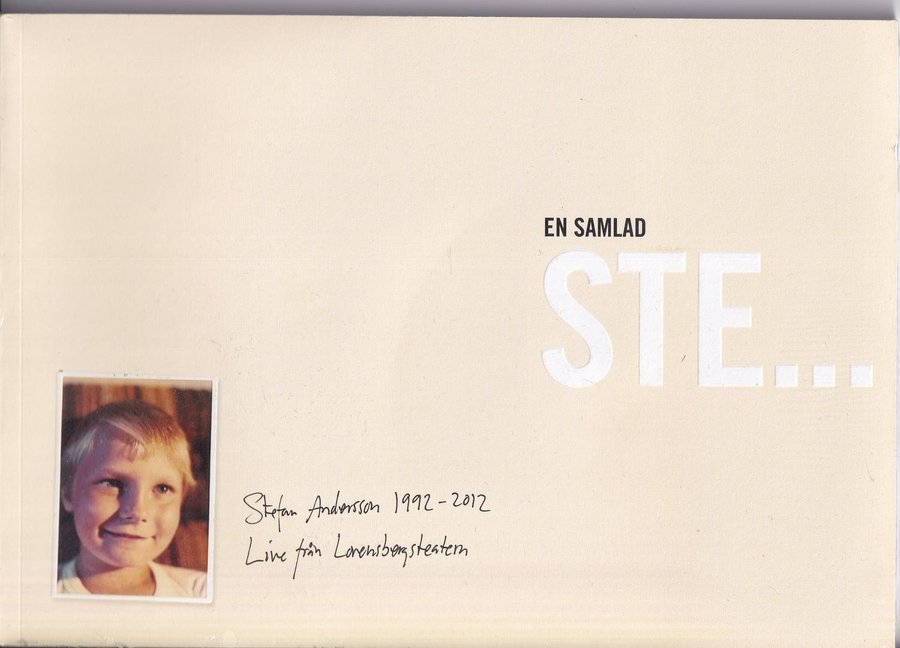 EN SAMLAD
STE...
Stefan Andersson 1992-2012
Live från Lorensbergsteatern